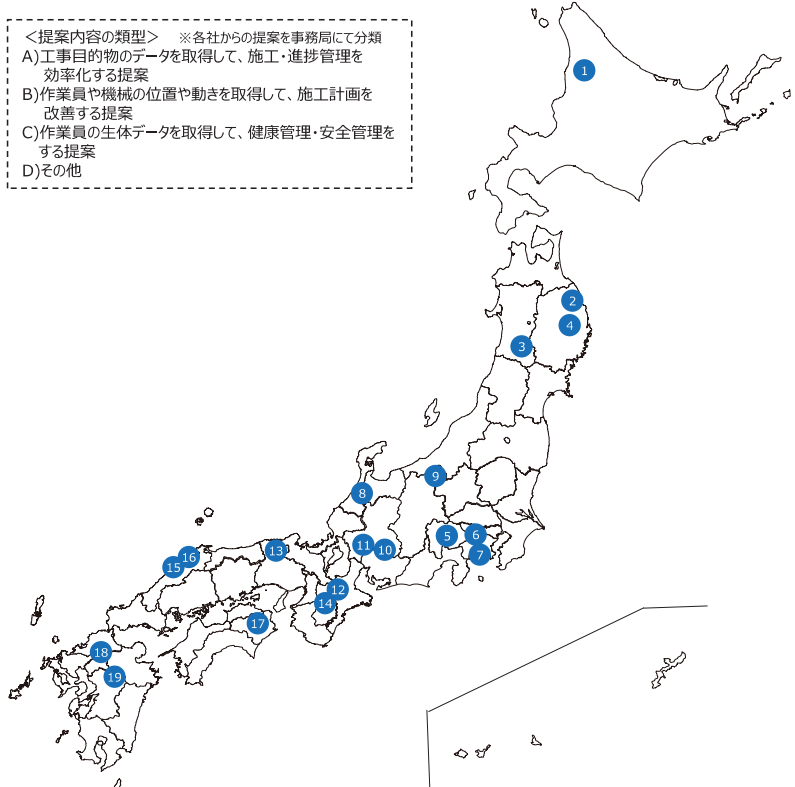 ＜提案内容の類型＞ ※各社からの提案を事務局にて分類
A)工事目的物のデータを取得して、施工・進捗管理を
効率化する提案
B)作業員や機械の位置や動きを取得して、施工計画を
改善する提案
C)作業員の生体データを取得して、健康管理・安全管理を
する提案
D)その他
1
2
4
3
9
8
5
6
7
11
10
13
16
15
12
14
17
18
19